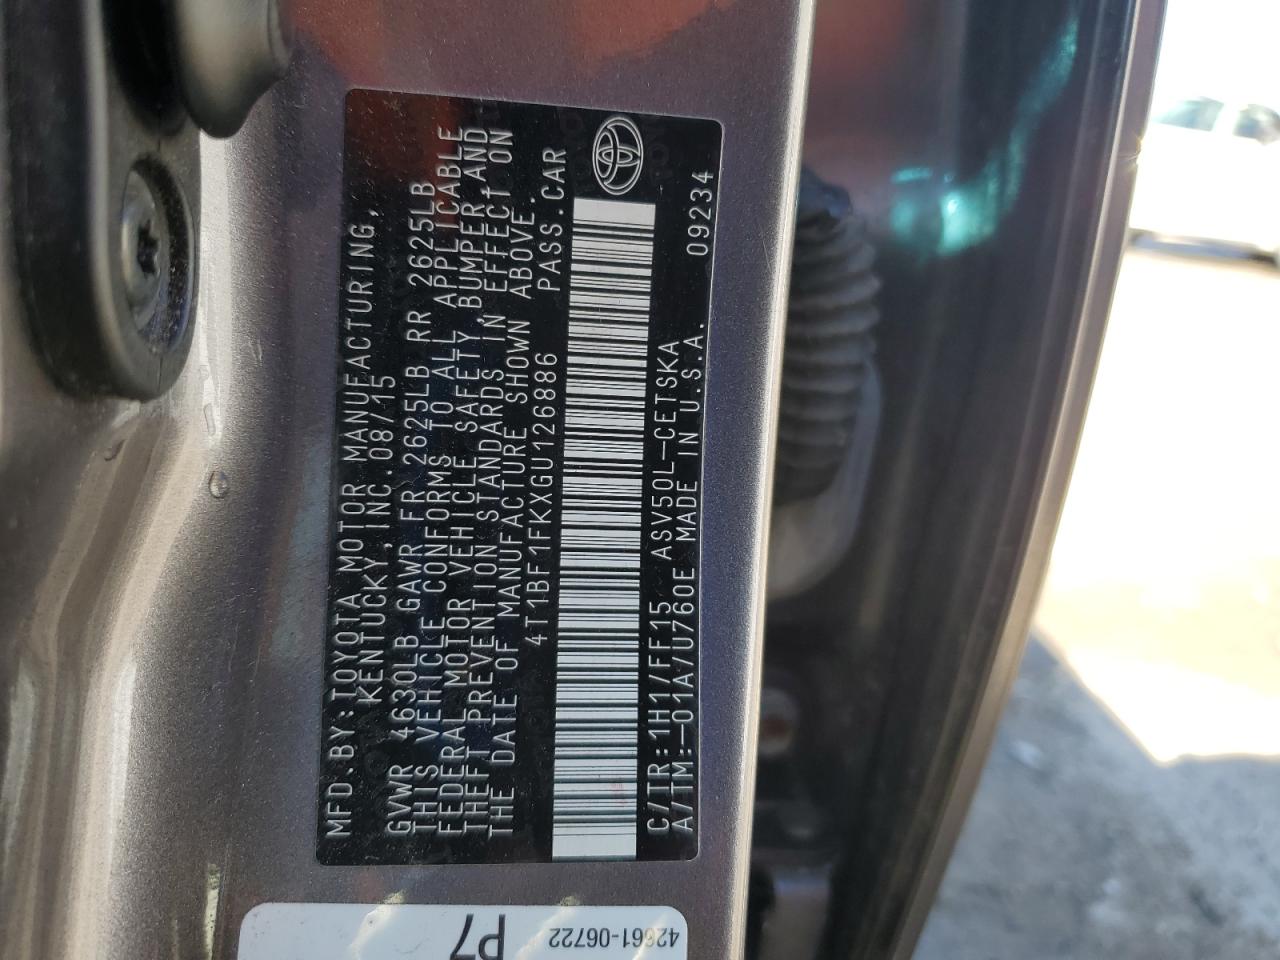 MFD.BY:TOYOTA MOTOR MANUFACTURING,
KENTUCKY,INC.08/15
GVWR 4630LB GAWR FR 2625LB RR 2625LB
THIS VEHICLE CONFORMS TO ALL APPLICABLE
FEDERAL MOTOR VEHICLE SAFETY,BUMPER,AND
THEFT PREVENTION STANDARDS IN EFFECT ON
THE DATE OF MANUFACTURE SHOWN ABOVE.
4T1BF1FKXGU126886 PASS.CAR
C/TR:1H1/FF15 ASV50L-CETSKA 09234
A/TM:-01A/U760E MADE IN U.S.A.
42661-06722
P7